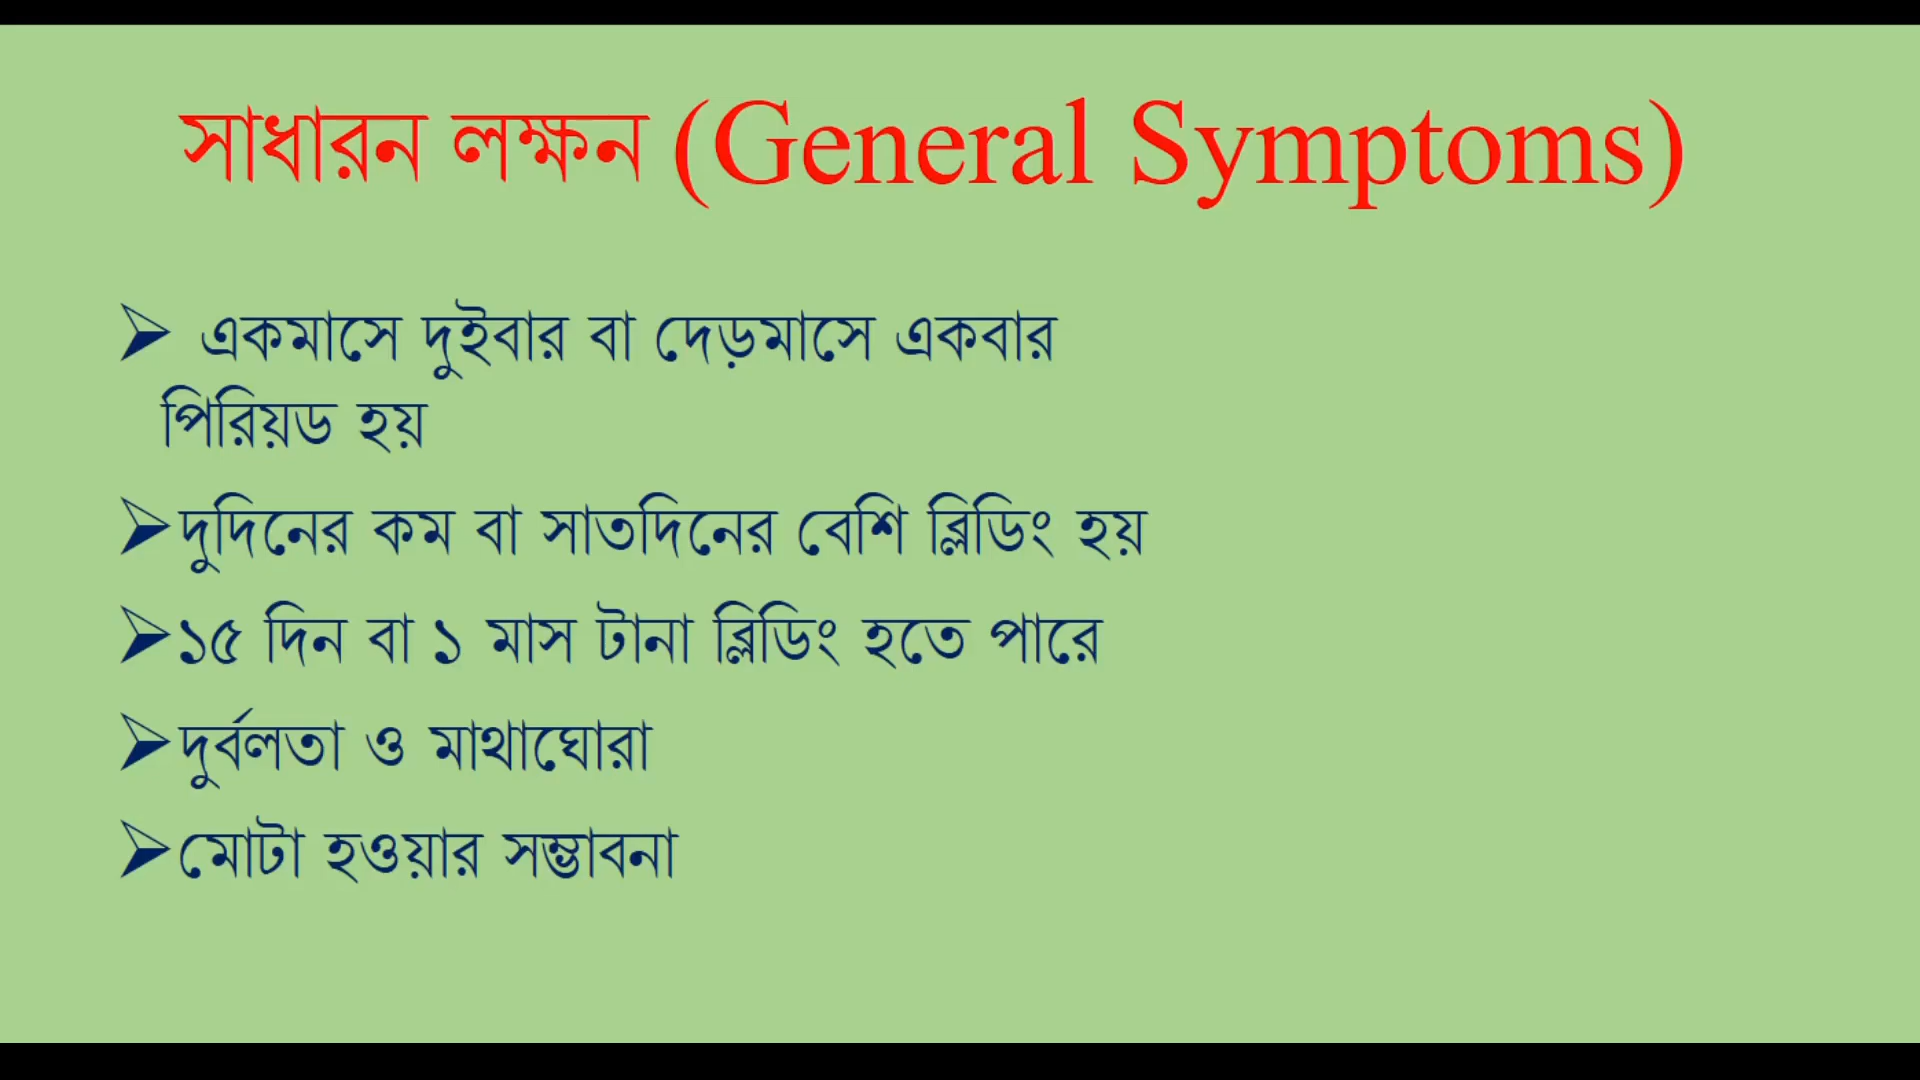 সাধারন লক্ষন (General Symptoms)
➢ একমাসে দুইবার বা দেড়মাসে একবার
পিরিয়ড হয়
➢দুদিনের কম বা সাতদিনের বেশি ব্লিডিং হয়
➢১৫ দিন বা ১ মাস টানা ব্লিডিং হতে পারে
➢দুর্বলতা ও মাথাঘোরা
➢মোটা হওয়ার সম্ভাবনা